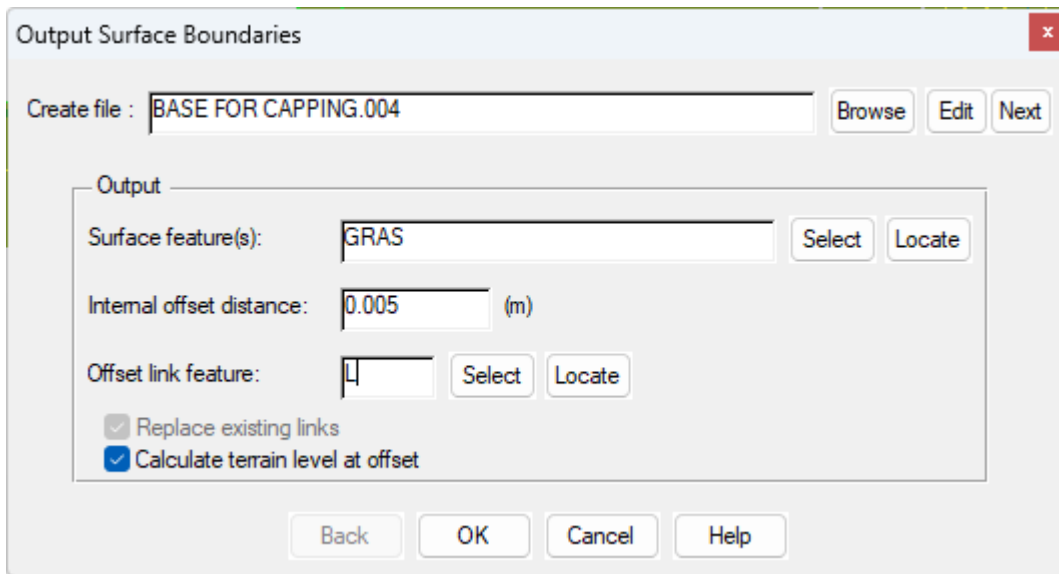 Output Surface Boundaries x
Create file : BASE FOR CAPPING.004 Browse Edit Next
Output
Surface feature(s): GRAS Select Locate
Internal offset distance: 0.005 (m)
Offset link feature: L Select Locate
Replace existing links
Calculate terrain level at offset
Back OK Cancel Help